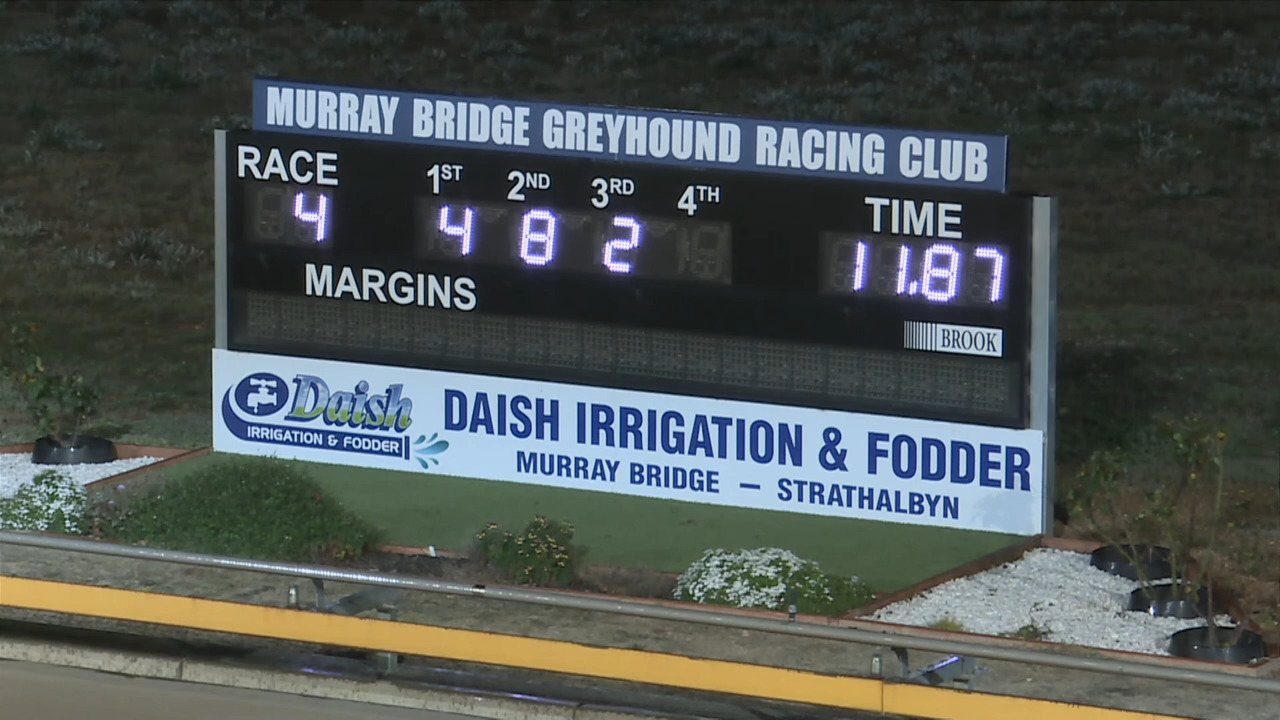 MURRAY BRIDGE GREYHOUND RACING CLUB
RACE 1ST 2ND 3RD 4TH TIME
4 4 8 2 11.87
MARGINS
BROOK
Daish
IRRIGATION & FODDER
DAISH IRRIGATION & FODDER
MURRAY BRIDGE – STRATHALBYN